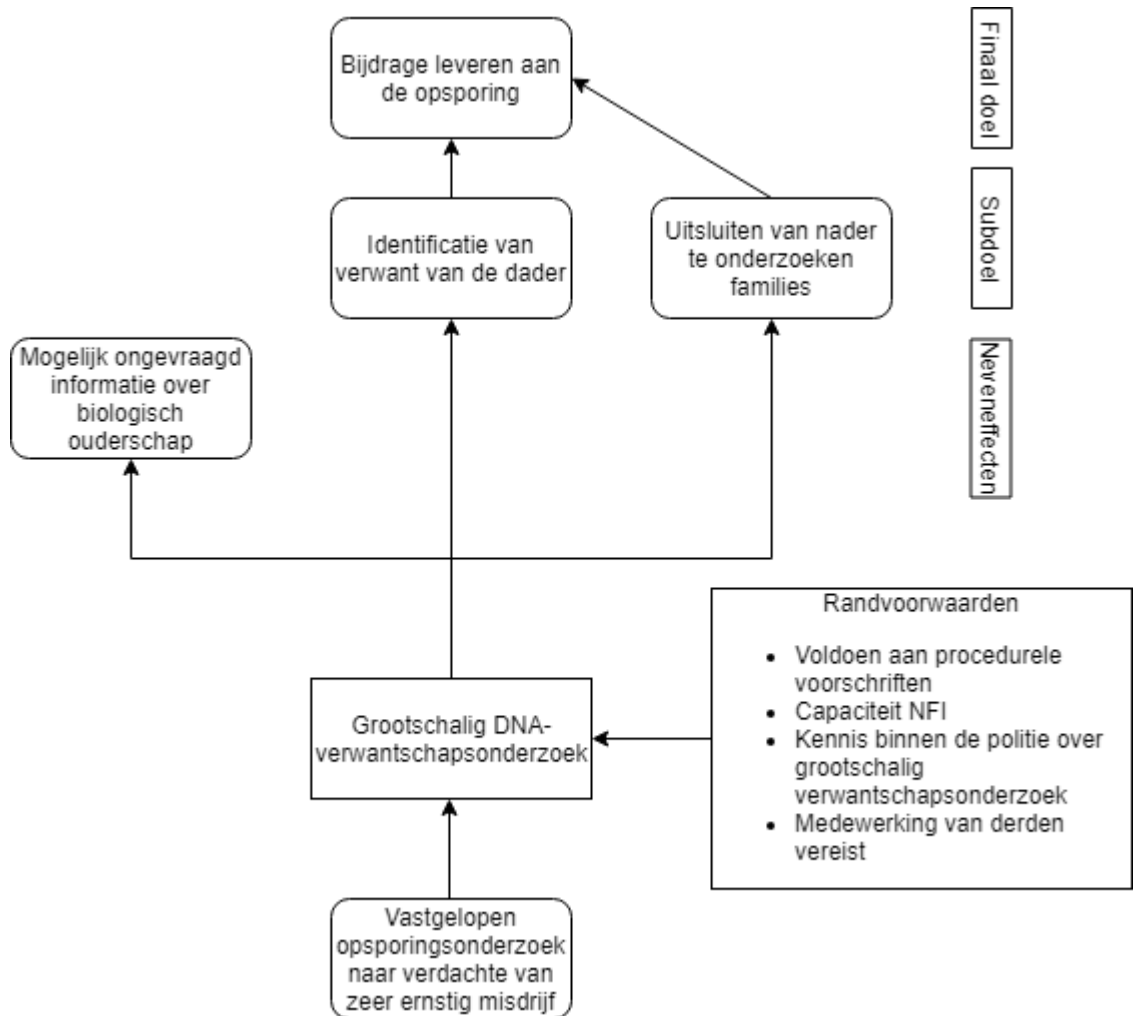 Bijdrage leveren aan
de opsporing
Finaal doel
Identificatie van
verwant van de dader
Uitsluiten van nader
te onderzoeken
families
Subdoel
Mogelijk ongevraagd
informatie over
biologisch
ouderschap
Neveneffecten
Randvoorwaarden
• Voldoen aan procedurele
voorschriften
• Capaciteit NFI
• Kennis binnen de politie over
grootschalig
verwantschapsonderzoek
• Medewerking van derden
vereist
Grootschalig DNA-
verwantschapsonderzoek
Vastgelopen
opsporingsonderzoek
naar verdachte van
zeer ernstig misdrijf